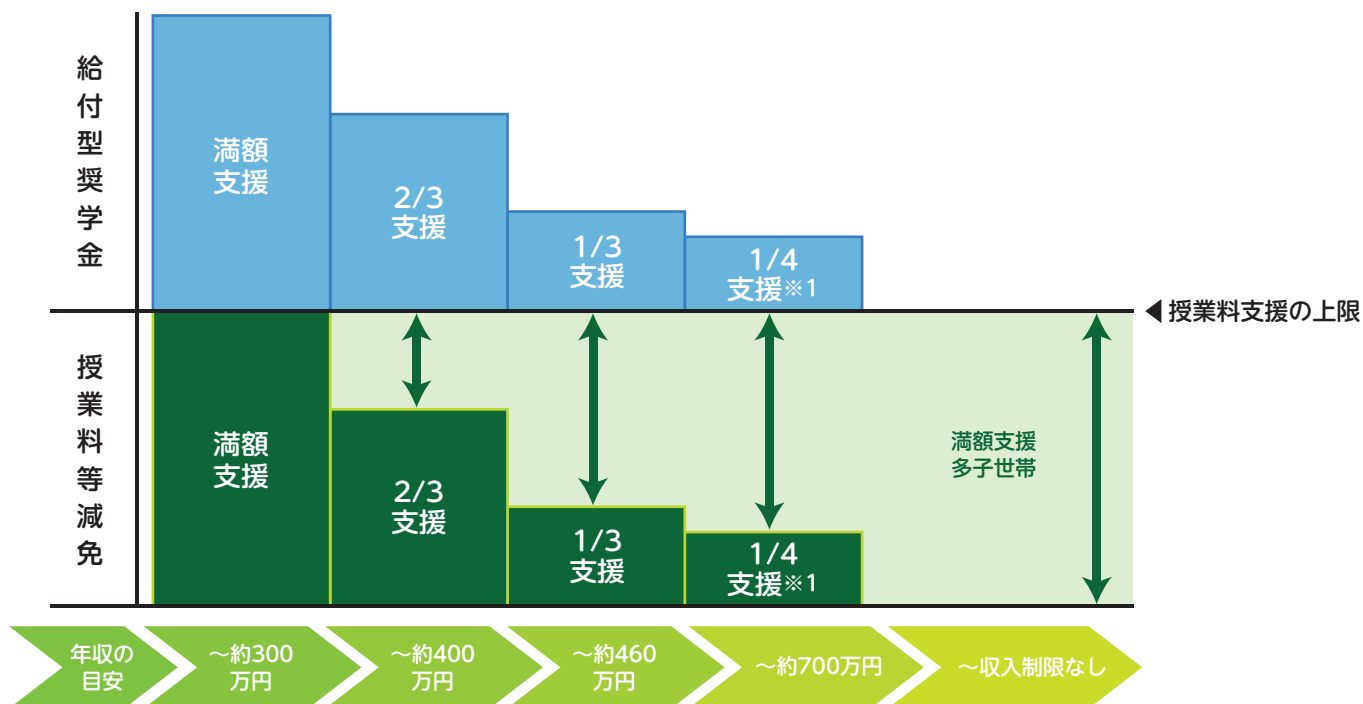 給付型奨学金
満額
支援
2/3
支援
1/3
支援
1/4
支援※1
◀授業料支援の上限
授業料等減免
満額
支援
2/3
支援
1/3
支援
1/4
支援※1
満額支援
多子世帯
年収の
目安
～約300
万円
～約400
万円
～約460
万円
～約700万円
～収入制限なし